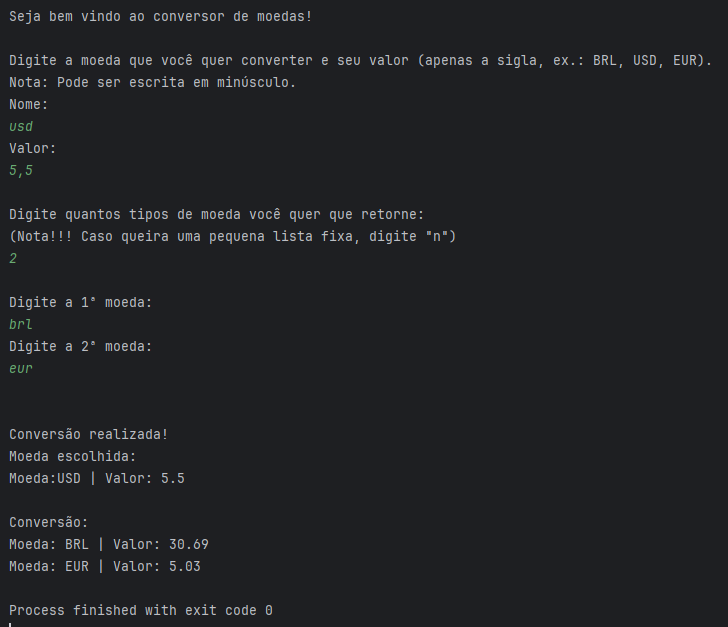 Seja bem vindo ao conversor de moedas!
Digite a moeda que você quer converter e seu valor (apenas a sigla, ex.: BRL, USD, EUR).
Nota: Pode ser escrita em minúsculo.
Nome:
usd
Valor:
5,5
Digite quantos tipos de moeda você quer que retorne:
(Nota!!! Caso queira uma pequena lista fixa, digite "n")
2
Digite a 1ª moeda:
brl
Digite a 2ª moeda:
eur
Conversão realizada!
Moeda escolhida:
Moeda:USD | Valor: 5.5
Conversão:
Moeda: BRL | Valor: 30.69
Moeda: EUR | Valor: 5.03
Process finished with exit code 0